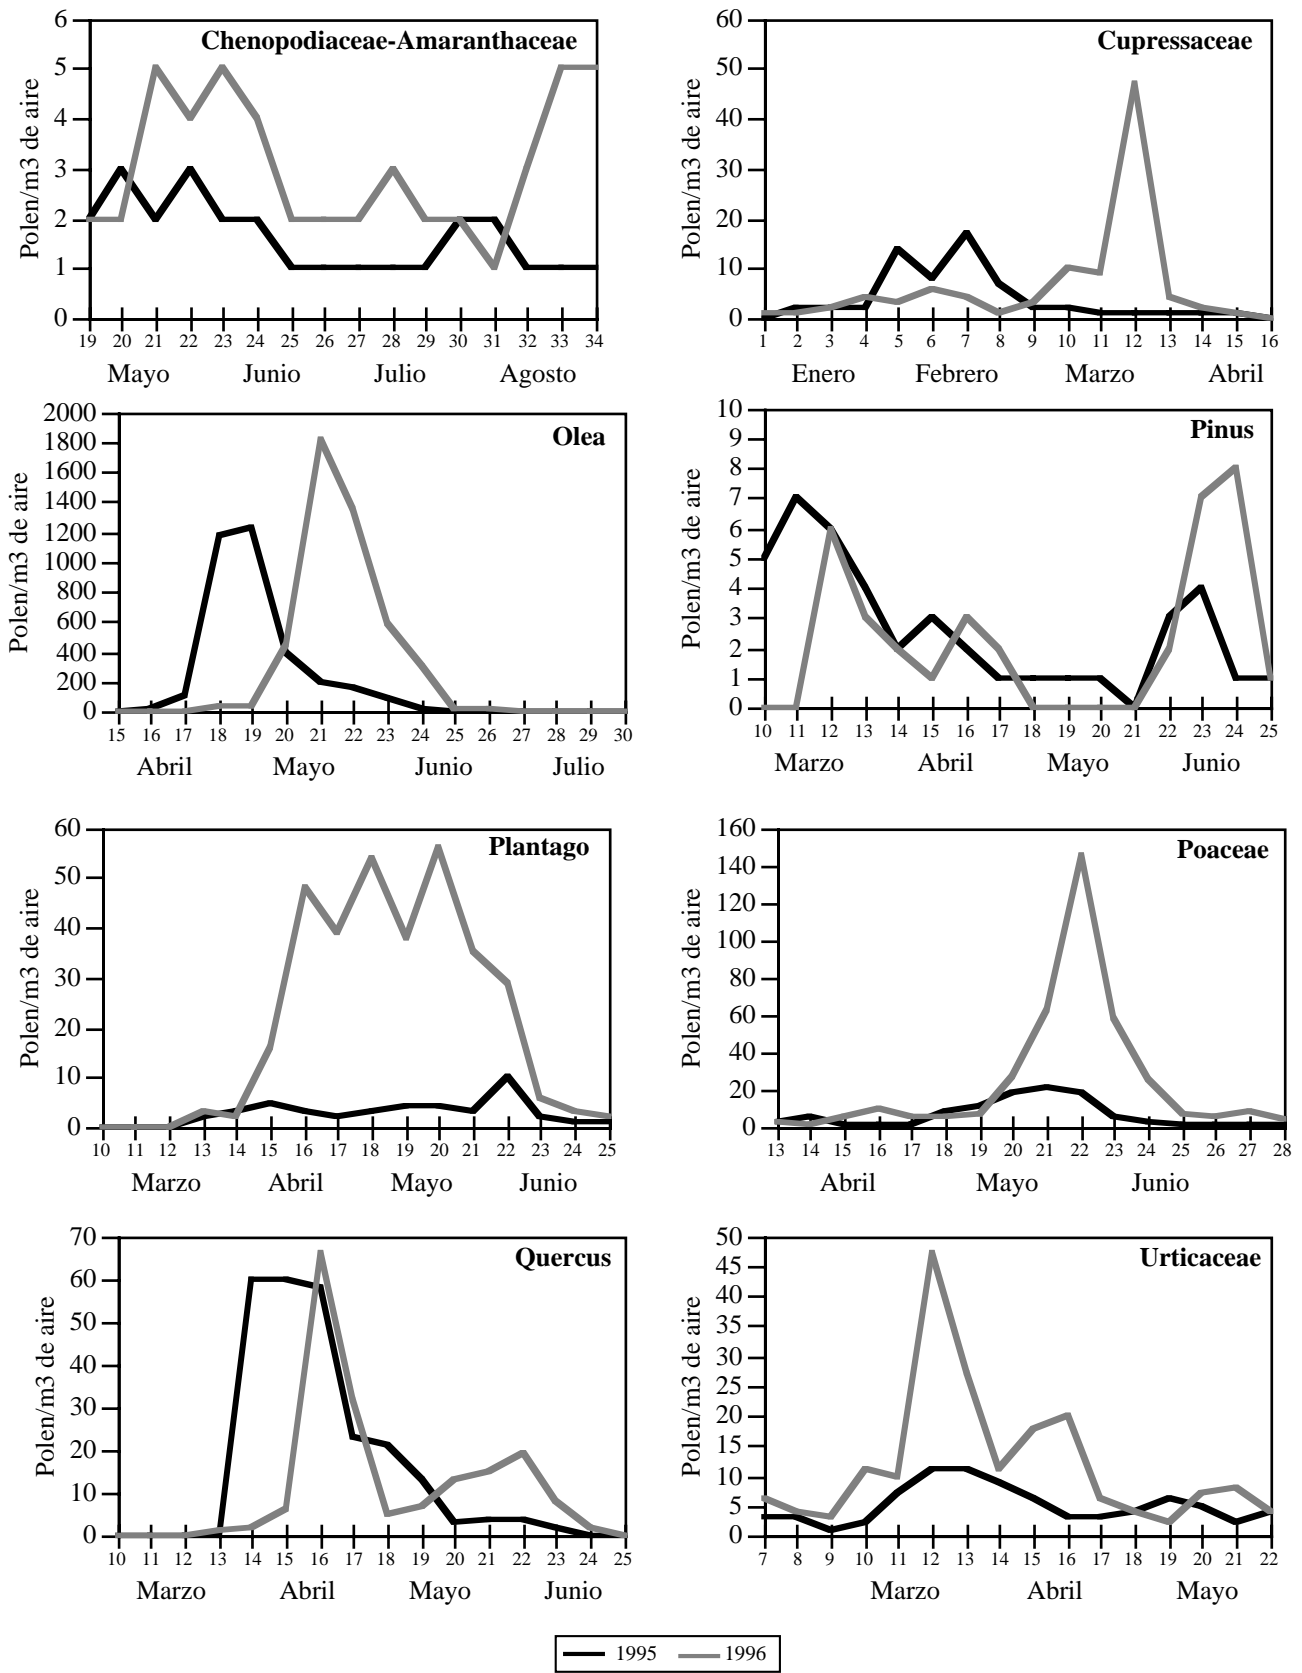 Chenopodiaceae-Amaranthaceae
Polen/m3 de aire
6
5
4
3
2
1
0
19 20 21 22 23 24 25 26 27 28 29 30 31 32 33 34
Mayo Junio Julio Agosto
Cupressaceae
Polen/m3 de aire
60
50
40
30
20
10
0
1 2 3 4 5 6 7 8 9 10 11 12 13 14 15 16
Enero Febrero Marzo Abril
Olea
Polen/m3 de aire
2000
1800
1600
1400
1200
1000
800
600
400
200
0
15 16 17 18 19 20 21 22 23 24 25 26 27 28 29 30
Abril Mayo Junio Julio
Pinus
Polen/m3 de aire
10
9
8
7
6
5
4
3
2
1
0
10 11 12 13 14 15 16 17 18 19 20 21 22 23 24 25
Marzo Abril Mayo Junio
Plantago
Polen/m3 de aire
60
50
40
30
20
10
0
10 11 12 13 14 15 16 17 18 19 20 21 22 23 24 25
Marzo Abril Mayo Junio
Poaceae
Polen/m3 de aire
160
140
120
100
80
60
40
20
0
13 14 15 16 17 18 19 20 21 22 23 24 25 26 27 28
Abril Mayo Junio
Quercus
Polen/m3 de aire
70
60
50
40
30
20
10
0
10 11 12 13 14 15 16 17 18 19 20 21 22 23 24 25
Marzo Abril Mayo Junio
Urticaceae
Polen/m3 de aire
50
45
40
35
30
25
20
15
10
5
0
7 8 9 10 11 12 13 14 15 16 17 18 19 20 21 22
Marzo Abril Mayo
1995 1996